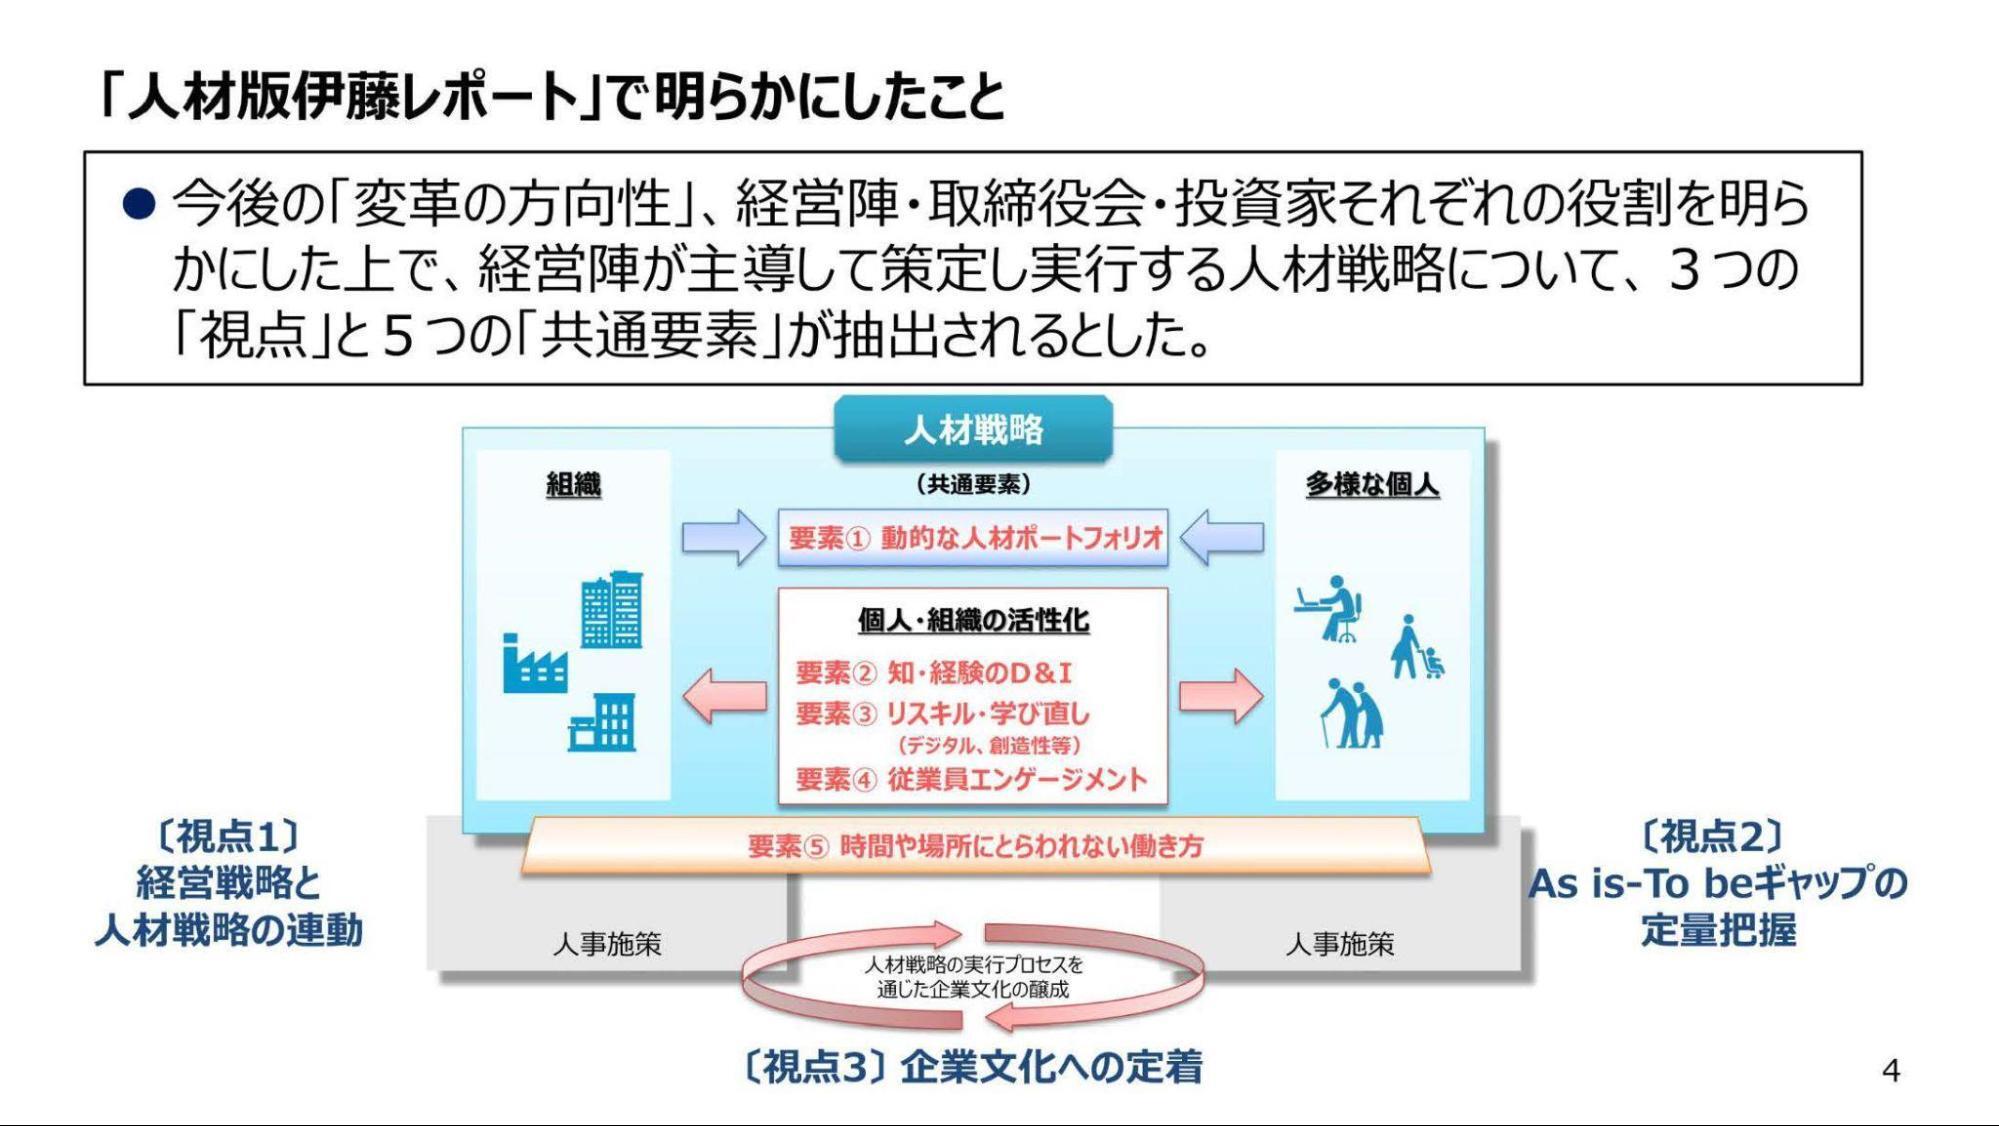 「人材版伊藤レポート」で明らかにしたこと
●今後の「変革の方向性」、経営陣・取締役会・投資家それぞれの役割を明ら
かにした上で、経営陣が主導して策定し実行する人材戦略について、３つの
「視点」と５つの「共通要素」が抽出されるとした。
人材戦略
（共通要素）
組織
多様な個人
要素① 動的な人材ポートフォリオ
個人・組織の活性化
要素② 知・経験のD＆I
要素③ リスキル・学び直し
（デジタル、創造性等）
要素④ 従業員エンゲージメント
要素⑤ 時間や場所にとらわれない働き方
〔視点1〕
経営戦略と
人材戦略の連動
〔視点2〕
As is-To beギャップの
定量把握
人事施策
人事施策
人材戦略の実行プロセスを
通じた企業文化の醸成
〔視点3〕企業文化への定着
4